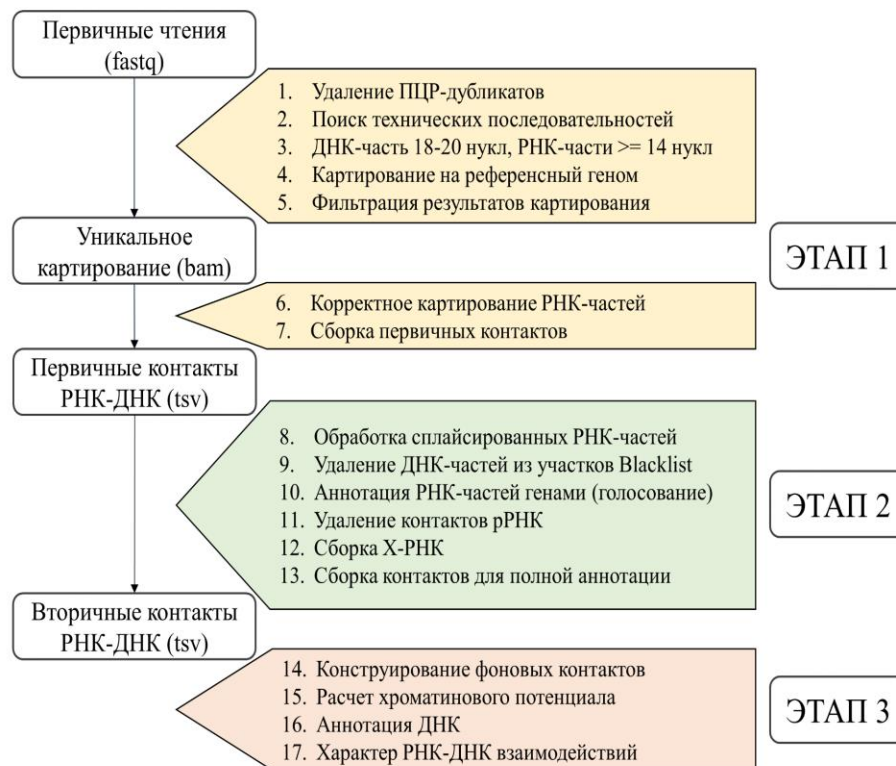 Первичные чтения
(fastq)
1. Удаление ПЦР-дубликатов
2. Поиск технических последовательностей
3. ДНК-часть 18-20 нукл, РНК-части >= 14 нукл
4. Картирование на референсный геном
5. Фильтрация результатов картирования
Уникальное
картирование (bam)
ЭТАП 1
6. Корректное картирование РНК-частей
7. Сборка первичных контактов
Первичные контакты
РНК-ДНК (tsv)
8. Обработка сплайсированных РНК-частей
9. Удаление ДНК-частей из участков Blacklist
10. Аннотация РНК-частей генами (голосование)
11. Удаление контактов рРНК
12. Сборка X-РНК
13. Сборка контактов для полной аннотации
ЭТАП 2
Вторичные контакты
РНК-ДНК (tsv)
14. Конструирование фоновых контактов
15. Расчет хроматинового потенциала
16. Аннотация ДНК
17. Характер РНК-ДНК взаимодействий
ЭТАП 3